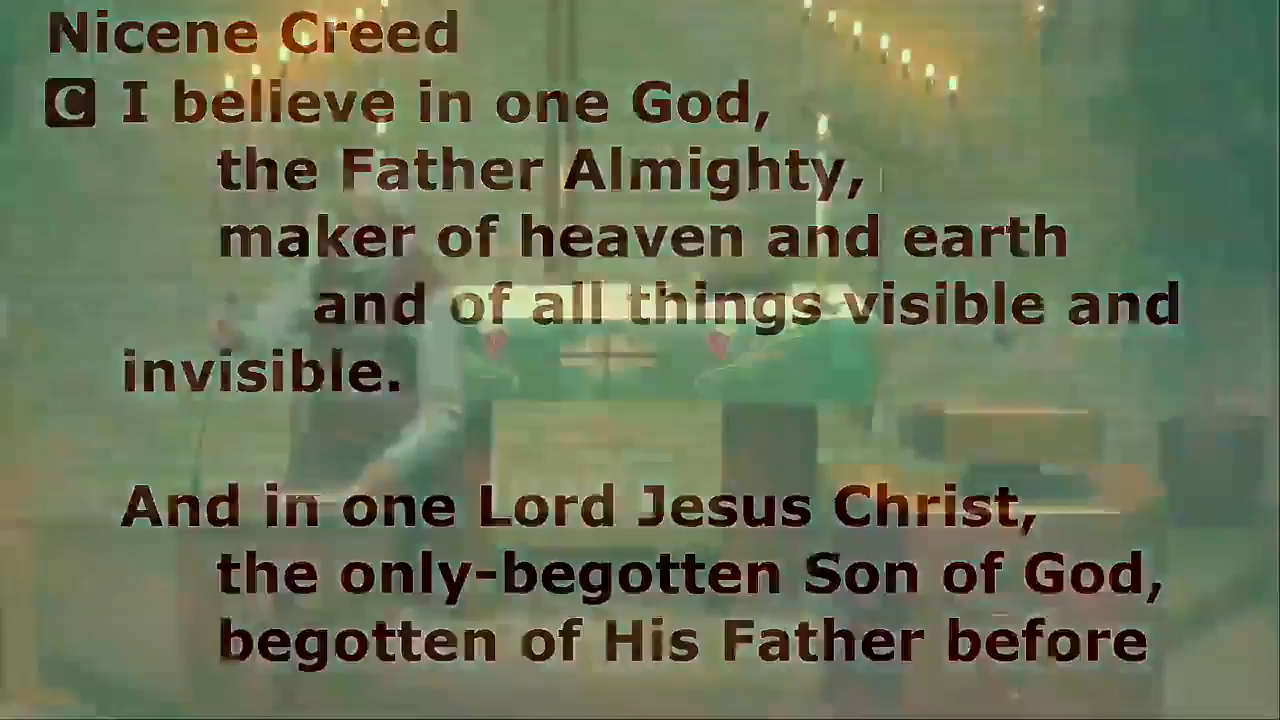 Nicene Creed
C I believe in one God,
the Father Almighty,
maker of heaven and earth
and of all things visible and
invisible.
And in one Lord Jesus Christ,
the only-begotten Son of God,
begotten of His Father before